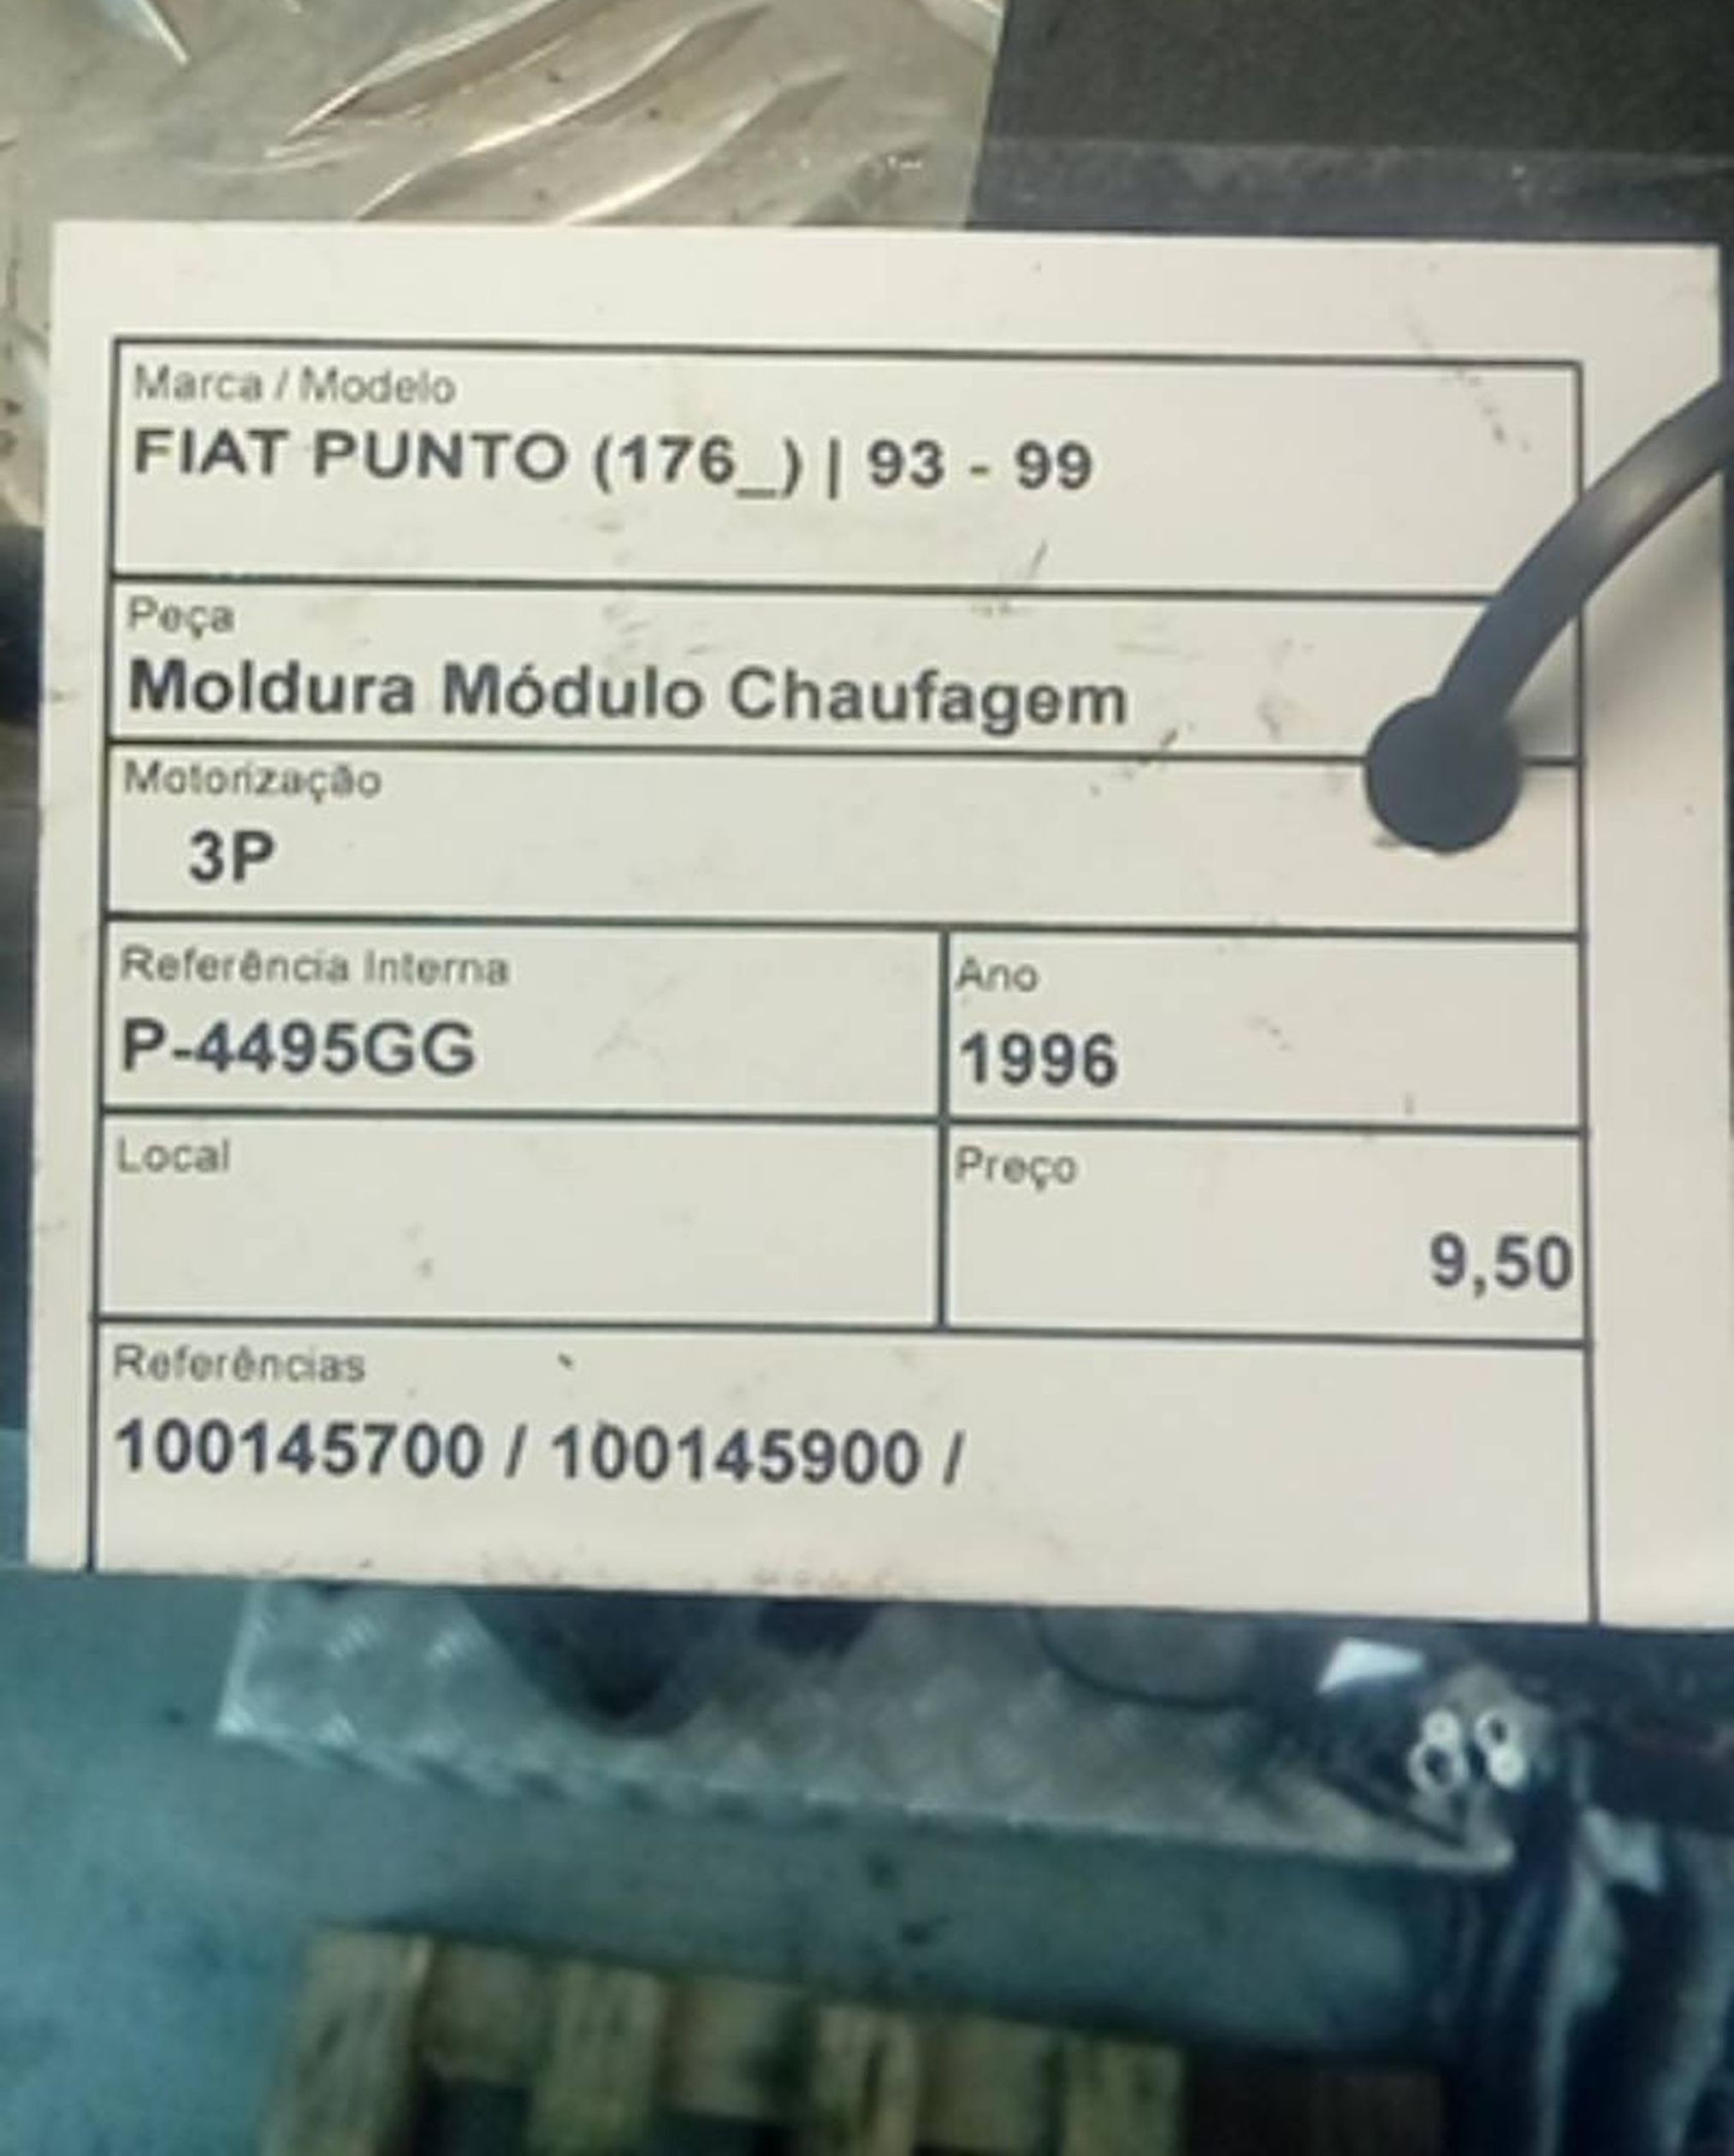 Marca / Modelo
FIAT PUNTO (176_) | 93 - 99
Peça
Moldura Módulo Chaufagem
Motorização
3P
Referência Interna
P-4495GG
Ano
1996
Local
Preço
9,50
Referências
100145700 / 100145900 /